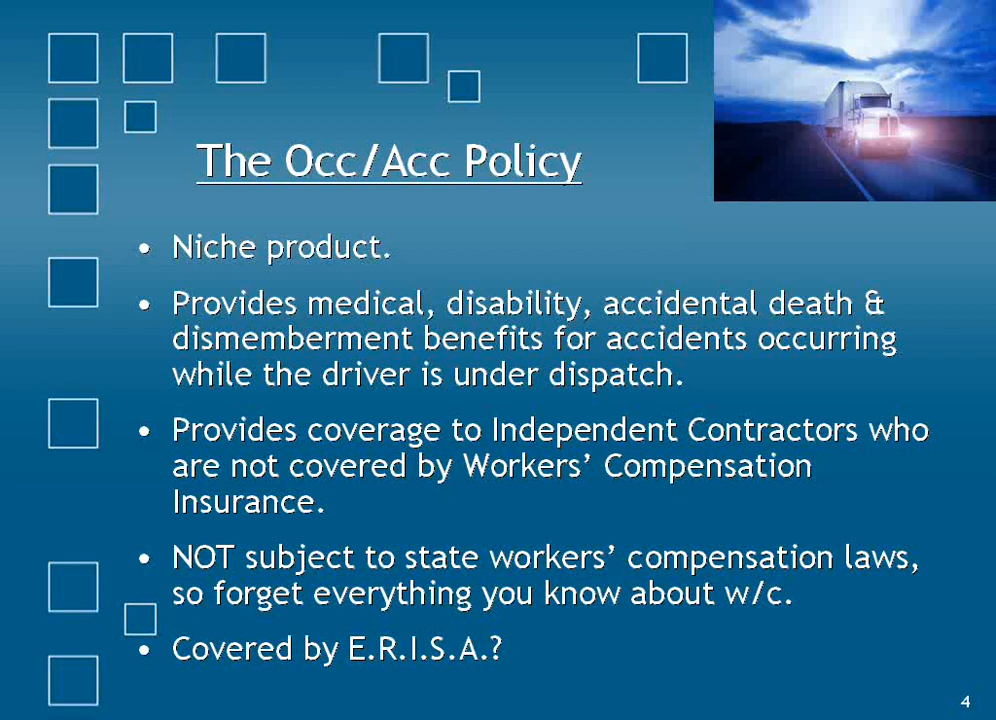 The Occ/Acc Policy
• Niche product.
• Provides medical, disability, accidental death &
dismemberment benefits for accidents occurring
while the driver is under dispatch.
• Provides coverage to Independent Contractors who
are not covered by Workers’ Compensation
Insurance.
• NOT subject to state workers’ compensation laws,
so forget everything you know about w/c.
• Covered by E.R.I.S.A.?
4